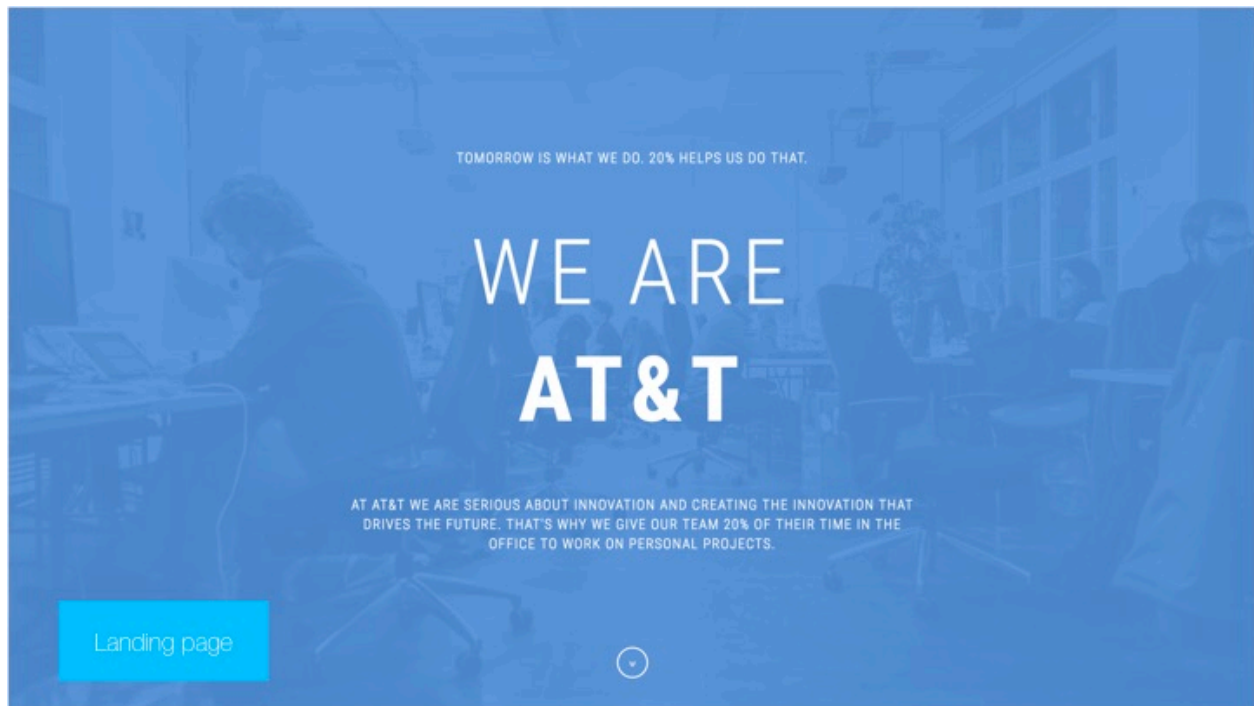 TOMORROW IS WHAT WE DO. 20% HELPS US DO THAT.
WE ARE
AT&T
AT AT&T WE ARE SERIOUS ABOUT INNOVATION AND CREATING THE INNOVATION THAT
DRIVES THE FUTURE. THAT'S WHY WE GIVE OUR TEAM 20% OF THEIR TIME IN THE
OFFICE TO WORK ON PERSONAL PROJECTS.
Landing page